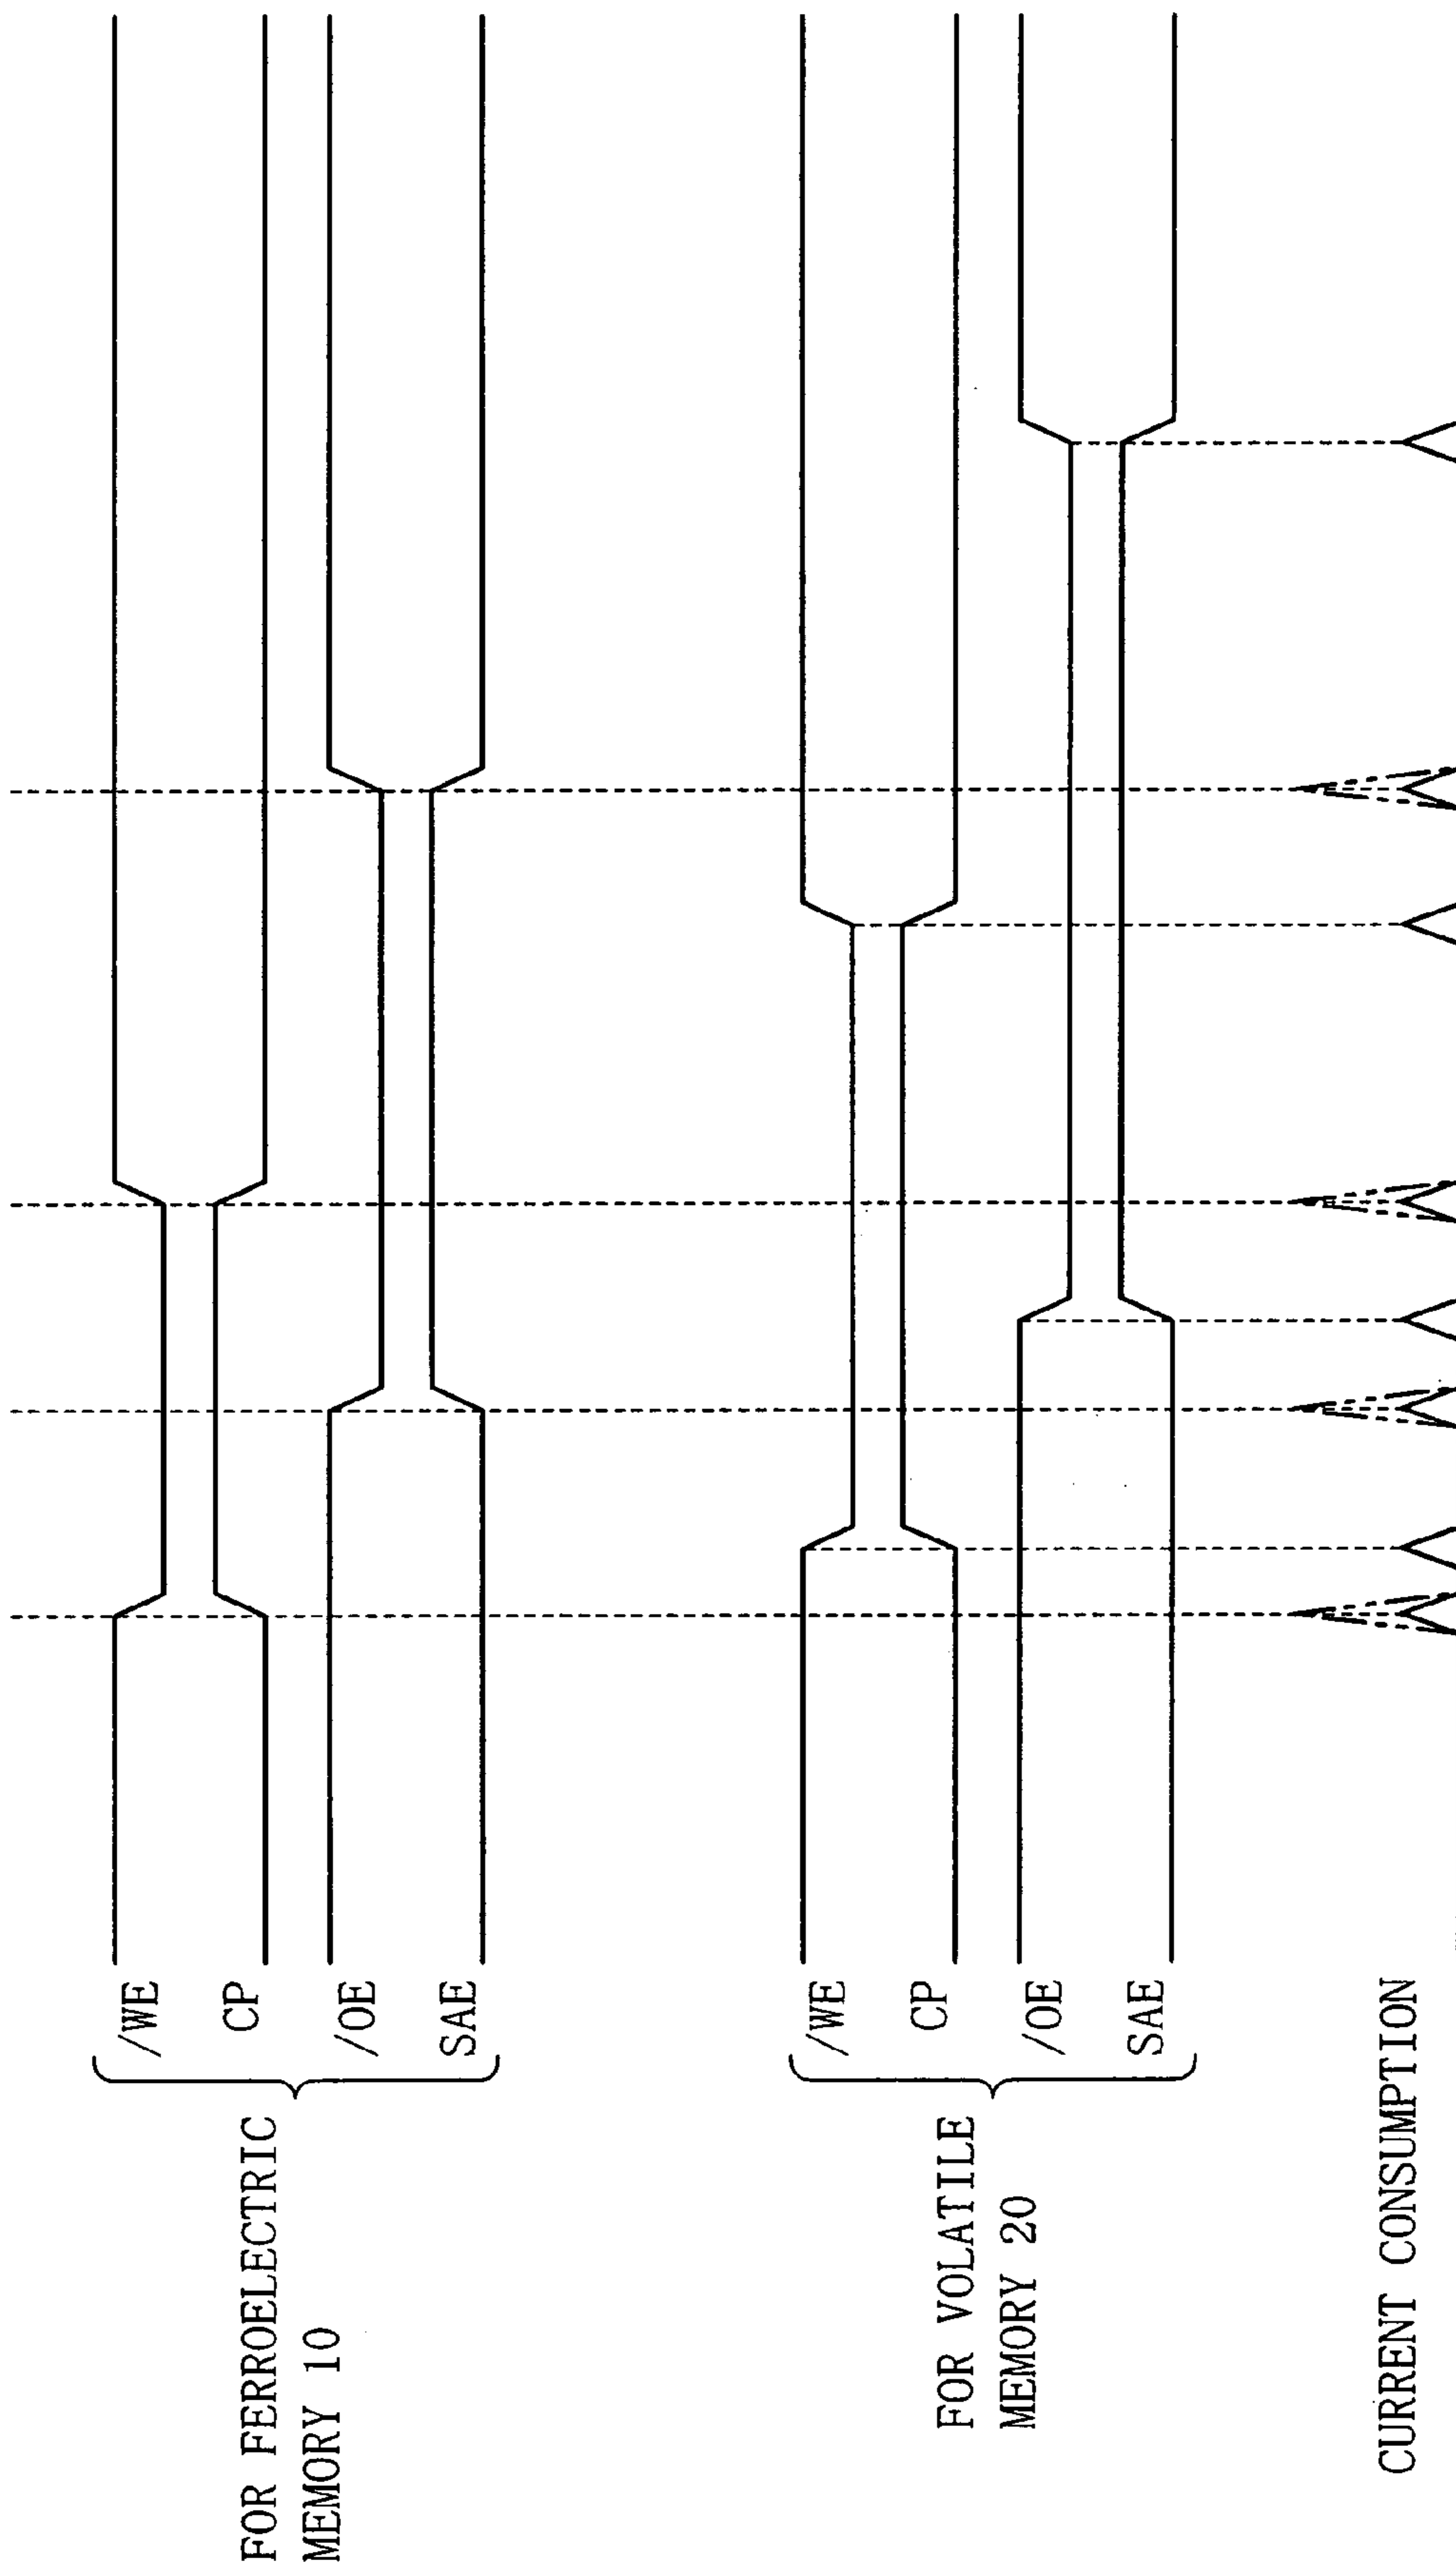 FOR FERROELECTRIC
MEMORY 10
/WE
CP
/OE
SAE
FOR VOLATILE
MEMORY 20
/WE
CP
/OE
SAE
CURRENT CONSUMPTION